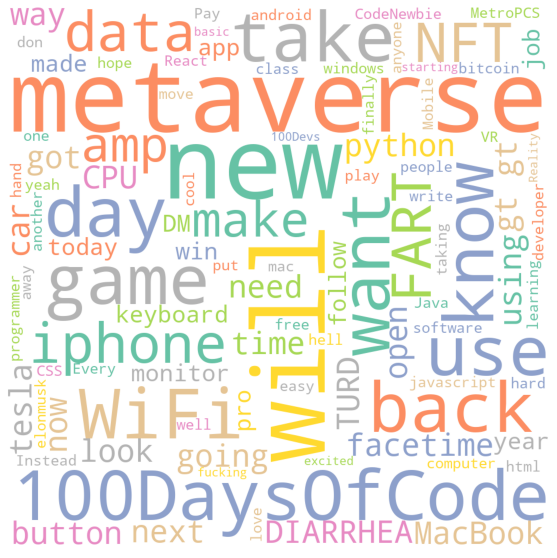 way
data
take
NFT
job
Pay
basic
don
android
CodeNewbie
MetroPCS
anyone
made
hope
React
app
class
windows
starting
bitcoin
metaverse
move
finally
Mobile
one
yeah
hand
another
got
amp
new
100Devs
python
VR
people
gt
gt
Reality
developer
car
CPU
cool
play
write
day
DM
make
want
FART
know
using
learning
today
win
put
mac
taking
away
game
need
will
follow
Java
programmer
keyboard
free
open
software
iphone
time
hell
use
CSS
Every
monitor
easy
TURD
javascript
hard
tesla
elonmusk
now
WiFi
well
pro
back
Instead
look
going
fucking
excited
facetime
year
computer
html
100DaysOfCode
love
button
next
DIARRHEA
MacBook